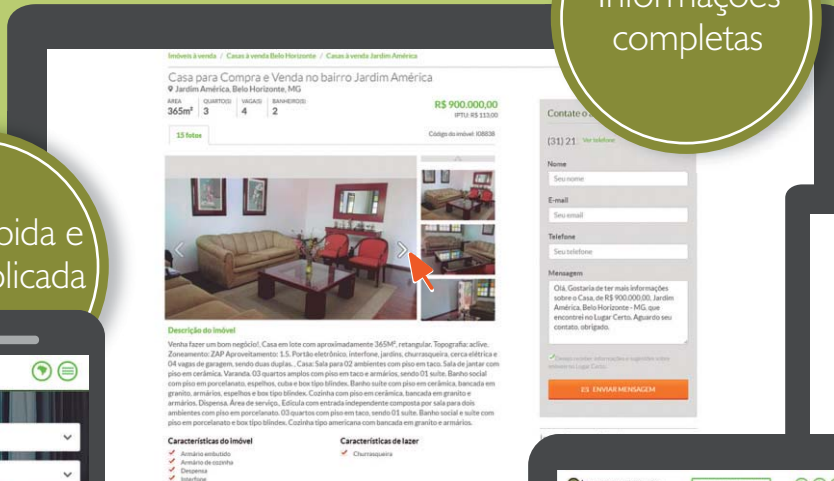 Informações
completas
Imóveis à venda / Casas à venda Belo Horizonte / Casas à venda Jardim América
Casa para Compra e Venda no bairro Jardim América
Jardim América, Belo Horizonte, MG
ÁREA QUARTO(S) VAGA(S) BANHEIRO(S)
365m² 3 4 2
R$ 900.000,00
IPTU: R$ 113,00
15 fotos
Código do imóvel: I08838
Contate o a
(31) 21 Ver telefone
Nome
Seu nome
E-mail
Seu email
Telefone
Seu telefone
Mensagem
Olá, Gostaria de ter mais informações
sobre o Casa, de R$ 900.000,00, Jardim
América, Belo Horizonte - MG, que
encontrei no Lugar Certo. Aguardo seu
contato, obrigado.
Desejo receber informações e sugestões sobre
imóveis no Lugar Certo.
ENVIAR MENSAGEM
pida e
plicada
Descrição do imóvel
Venha fazer um bom negócio!, Casa em lote com aproximadamente 365M², retangular. Topografia: aclive.
Zoneamento: ZAP Aproveitamento: 1.5. Portão eletrônico, interfone, jardins, churrasqueira, cerca elétrica e
04 vagas de garagem, sendo duas duplas.. Casa: Sala para 02 ambientes com piso em taco. Sala de jantar com
piso em cerâmica. Varanda. 03 quartos amplos com piso em taco e armários, sendo 01 suíte. Banho social
com piso em porcelanato, espelhos, cuba e box tipo blindex. Banho suíte com piso em cerâmica, bancada em
granito, armários, espelhos e box tipo blindex. Cozinha com piso em cerâmica, bancada em granito e
armários. Dispensa. Área de serviço., Edícula com entrada independente composta por sala para dois
ambientes com piso em porcelanato. 03 quartos com piso em taco, sendo 01 suíte. Banho social e suíte com
piso em porcelanato e box tipo blindex. Cozinha tipo americana com bancada em granito e armários.
Características do imóvel
Armário embutido
Armário de cozinha
Despensa
Interfone
Características de lazer
Churrasqueira